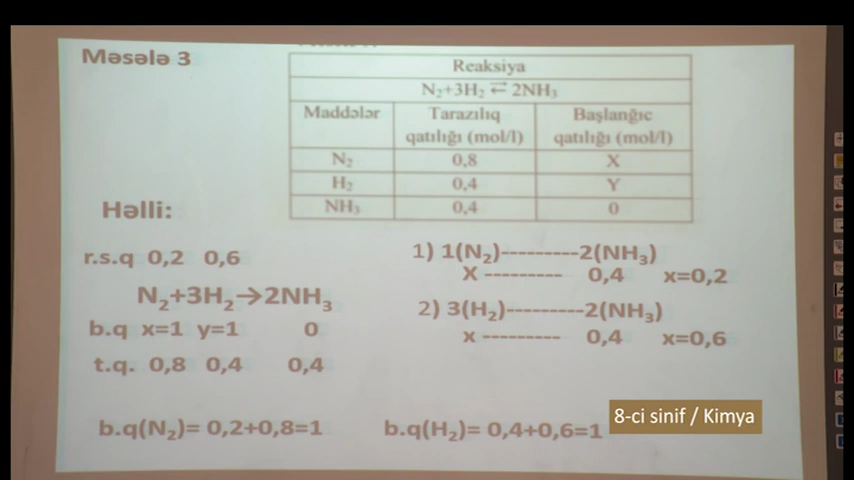 Məsələ 3
Reaksiya
N₂+3H₂ ⇄ 2NH₃
Maddələr Tarazlıq qatılığı (mol/l) Başlanğıc qatılığı (mol/l)
N₂ 0,8 X
H₂ 0,4 Y
NH₃ 0,4 0
Həlli:
r.s.q 0,2 0,6
N₂+3H₂→2NH₃
b.q x=1 y=1 0
t.q. 0,8 0,4 0,4
1) 1(N₂)---------2(NH₃)
X --------- 0,4 x=0,2
2) 3(H₂)---------2(NH₃)
x --------- 0,4 x=0,6
b.q(N₂)= 0,2+0,8=1 b.q(H₂)= 0,4+0,6=1
8-ci sinif / Kimya